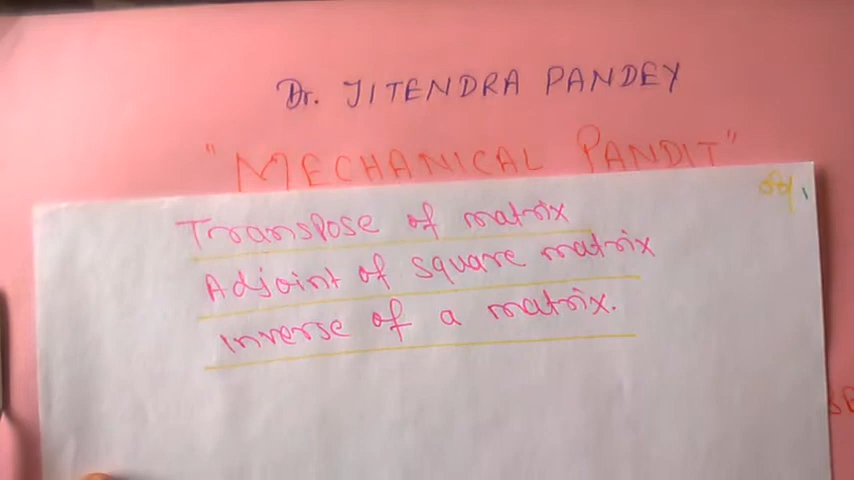 Dr. JITENDRA PANDEY
"MECHANICAL PANDIT"
Transpose of matrix
Adjoint of square matrix
Inverse of a matrix.